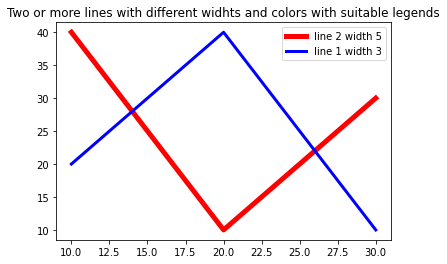 Two or more lines with different widhts and colors with suitable legends
line 2 width 5
line 1 width 3
40
35
30
25
20
15
10
10.0 12.5 15.0 17.5 20.0 22.5 25.0 27.5 30.0